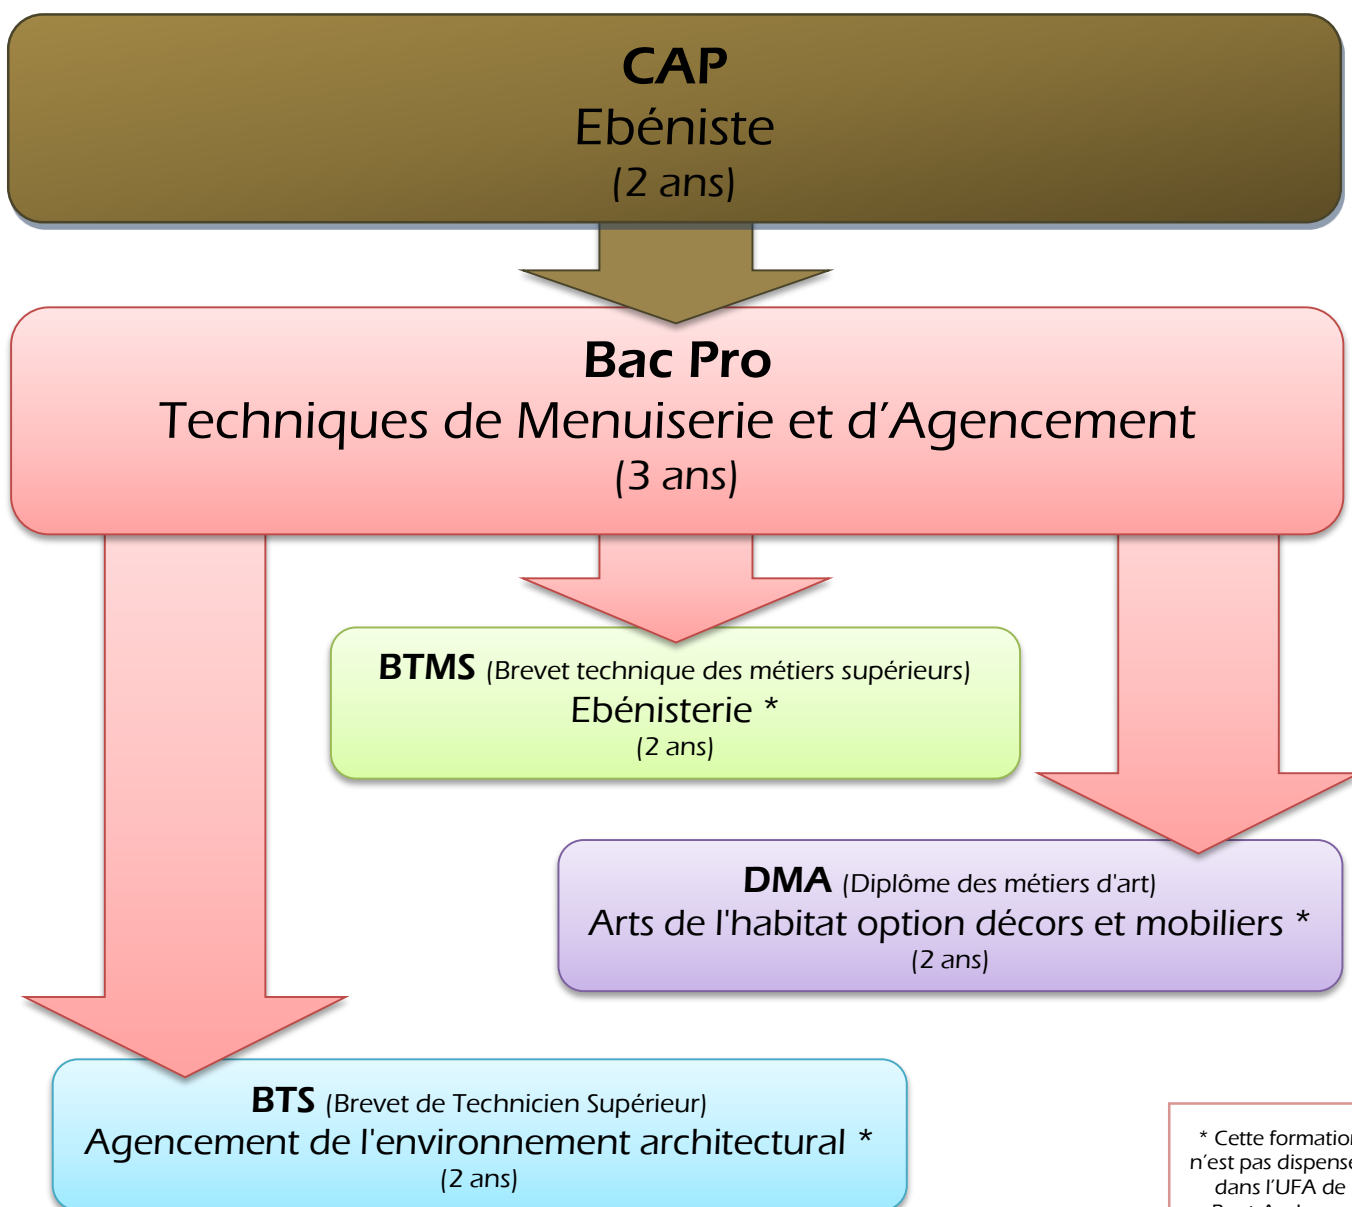 CAP
Ebéniste
(2 ans)
Bac Pro
Techniques de Menuiserie et d’Agencement
(3 ans)
BTMS (Brevet technique des métiers supérieurs)
Ebénisterie *
(2 ans)
DMA (Diplôme des métiers d'art)
Arts de l'habitat option décors et mobiliers *
(2 ans)
BTS (Brevet de Technicien Supérieur)
Agencement de l'environnement architectural *
(2 ans)
* Cette formation
n’est pas dispensé
dans l’UFA de